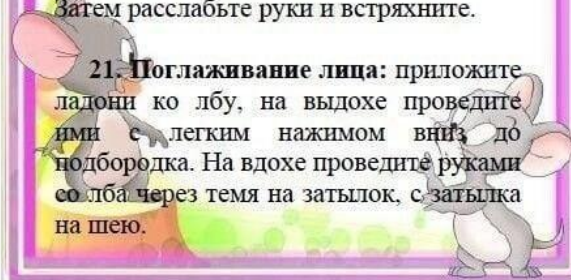 Затем расслабьте руки и встряхните.
21. Поглаживание лица: приложите
ладони ко лбу, на выдохе проведите
ими с легким нажимом вниз до
подбородка. На вдохе проведите руками
со лба через темя на затылок, с затылка
на шею.